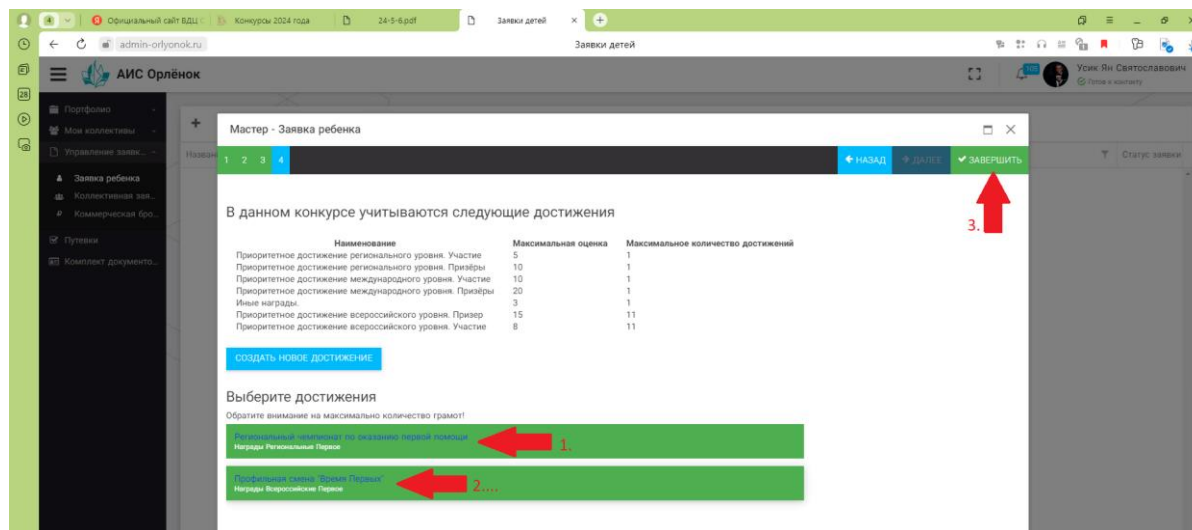 4
Официальный сайт ВДЦ
Конкурсы 2024 года
24-5-6.pdf
Заявки детей
admin-orlyonok.ru
Заявки детей
АИС Орлёнок
105
Усик Ян Святославович
Готов к контакту
28
Портфолио
Мои коллективы
Управление заявк...
Заявка ребенка
Коллективная зая...
Коммерческая бро...
Путевки
Комплект документо...
Назван
Статус заявки
Мастер - Заявка ребенка
1 2 3 4
НАЗАД
ДАЛЕЕ
ЗАВЕРШИТЬ
3.
В данном конкурсе учитываются следующие достижения
Наименование Максимальная оценка Максимальное количество достижений
Приоритетное достижение регионального уровня. Участие 5 1
Приоритетное достижение регионального уровня. Призёры 10 1
Приоритетное достижение международного уровня. Участие 10 1
Приоритетное достижение международного уровня. Призёры 20 1
Иные награды. 3 1
Приоритетное достижение всероссийского уровня. Призер 15 11
Приоритетное достижение всероссийского уровня. Участие 8 11
СОЗДАТЬ НОВОЕ ДОСТИЖЕНИЕ
Выберите достижения
Обратите внимание на максимально количество грамот!
Региональный чемпионат по оказанию первой помощи
Награды Региональные Первое
1.
Профильная смена "Время Первых"
Награды Всероссийские Первое
2....